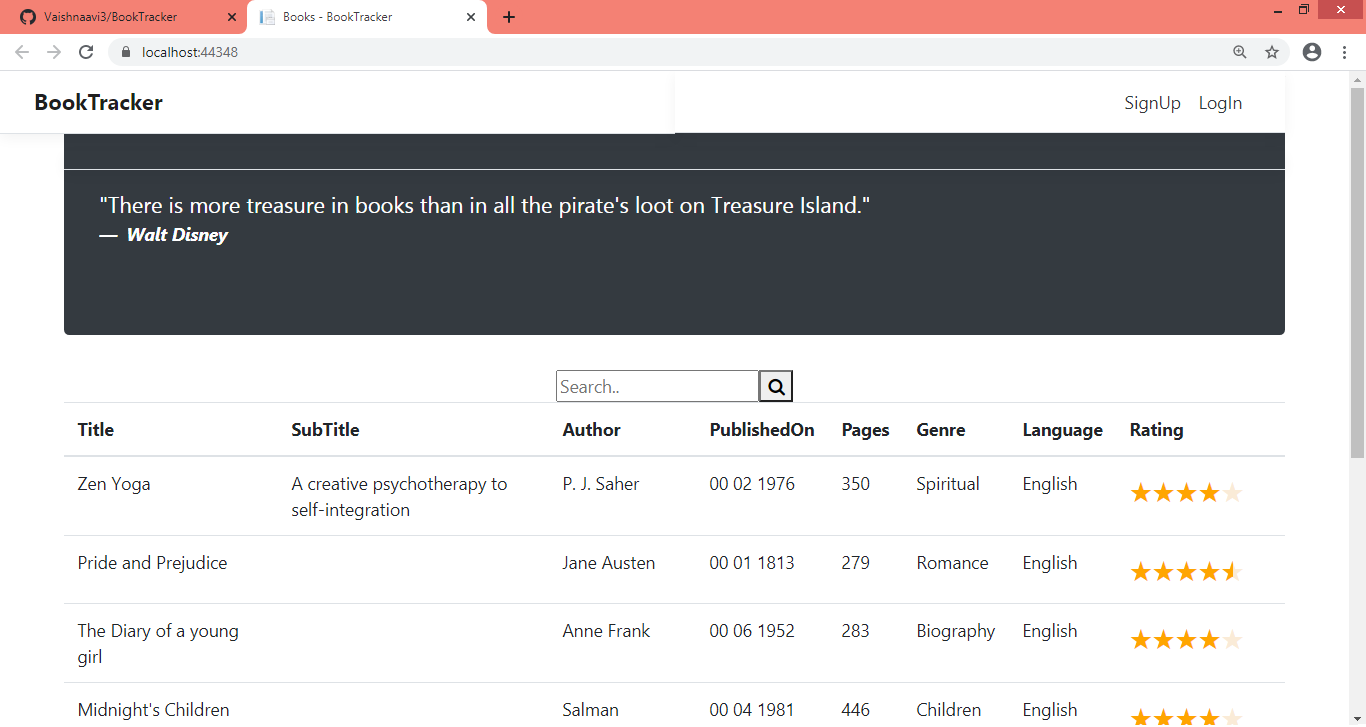 Vaishnaavi3/BookTracker
Books - BookTracker
localhost:44348
BookTracker
SignUp LogIn
"There is more treasure in books than in all the pirate's loot on Treasure Island."
— Walt Disney
Search..
Title SubTitle Author PublishedOn Pages Genre Language Rating
Zen Yoga A creative psychotherapy to P. J. Saher 00 02 1976 350 Spiritual English
self-integration
Pride and Prejudice Jane Austen 00 01 1813 279 Romance English
The Diary of a young Anne Frank 00 06 1952 283 Biography English
girl
Midnight's Children Salman 00 04 1981 446 Children English